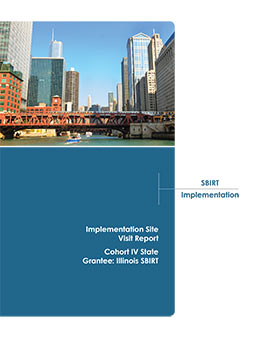 SBIRT
Implementation
Implementation Site
Visit Report
Cohort IV State
Grantee: Illinois SBIRT